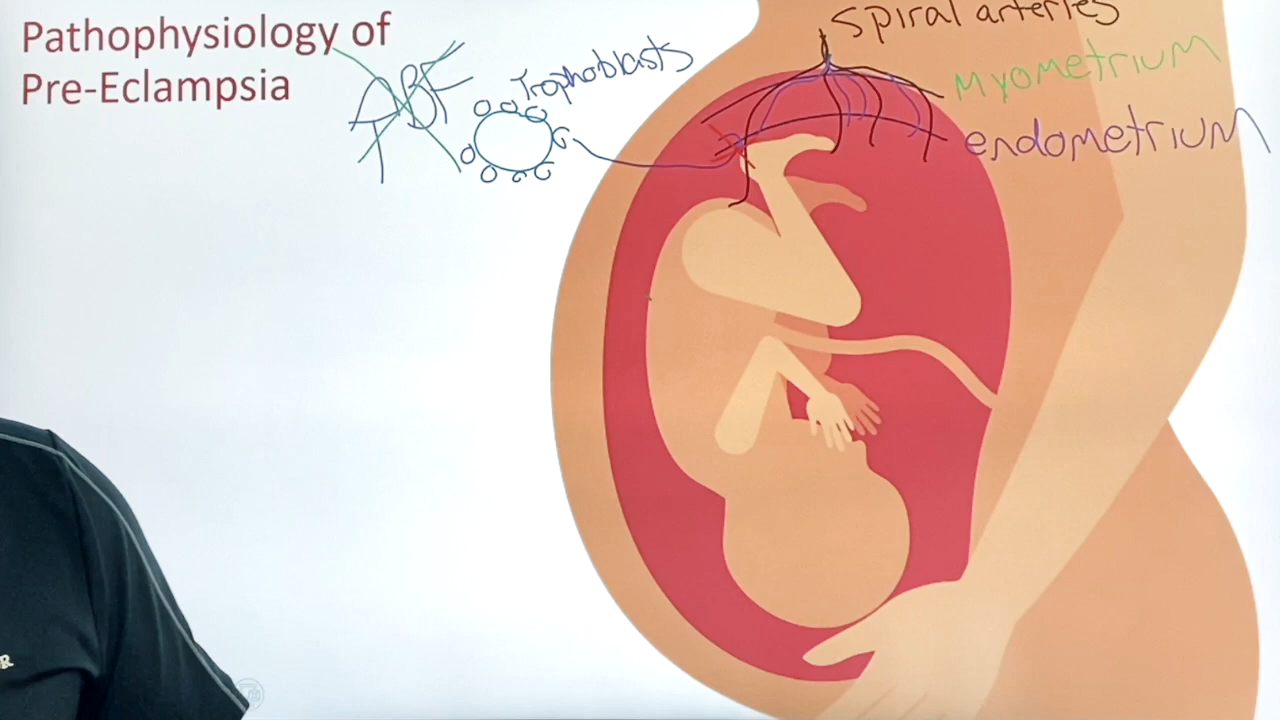 Pathophysiology of
Pre-Eclampsia
Spiral arteries
Trophoblasts
Myometrium
endometrium
R